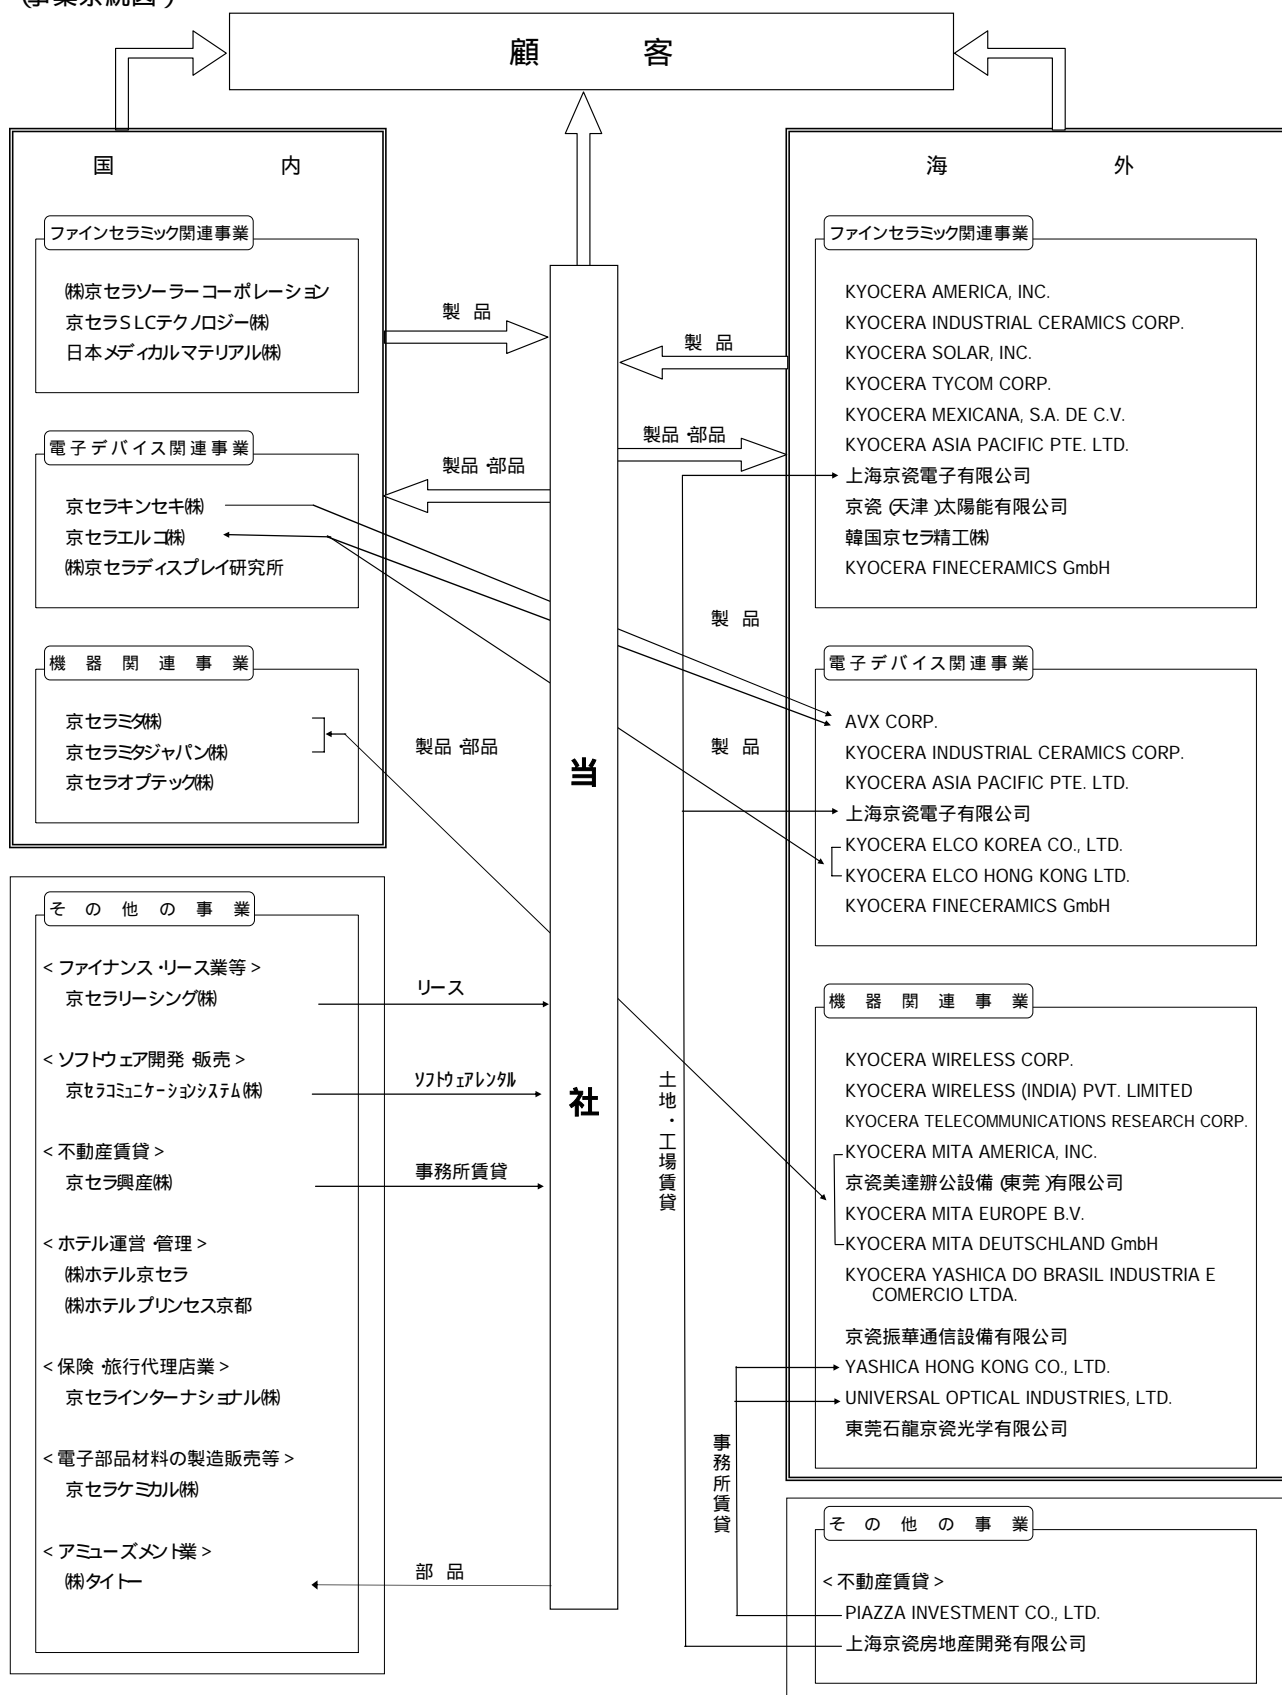 (事業系統図)
顧客
国内
ファインセラミック関連事業
㈱京セラソーラーコーポレーション
京セラSLCテクノロジー㈱
日本メディカルマテリアル㈱
電子デバイス関連事業
京セラキンセキ㈱
京セラエルコ㈱
㈱京セラディスプレイ研究所
機器関連事業
京セラミタ㈱
京セラミタジャパン㈱
京セラオプテック㈱
その他の事業
<ファイナンス・リース業等>
京セラリーシング㈱
<ソフトウェア開発・販売>
京セラコミュニケーションシステム㈱
<不動産賃貸>
京セラ興産㈱
<ホテル運営・管理>
㈱ホテル京セラ
㈱ホテルプリンセス京都
<保険・旅行代理店業>
京セラインターナショナル㈱
<電子部品材料の製造販売等>
京セラケミカル㈱
<アミューズメント業>
㈱タイトー
製品
製品・部品
製品・部品
リース
ソフトウェアレンタル
事務所賃貸
部品
当社
製品
製品・部品
製品
製品
土地・工場賃貸
事務所賃貸
海外
ファインセラミック関連事業
KYOCERA AMERICA, INC.
KYOCERA INDUSTRIAL CERAMICS CORP.
KYOCERA SOLAR, INC.
KYOCERA TYCOM CORP.
KYOCERA MEXICANA, S.A. DE C.V.
KYOCERA ASIA PACIFIC PTE. LTD.
上海京瓷電子有限公司
京瓷(天津)太陽能有限公司
韓国京セラ精工㈱
KYOCERA FINECERAMICS GmbH
電子デバイス関連事業
AVX CORP.
KYOCERA INDUSTRIAL CERAMICS CORP.
KYOCERA ASIA PACIFIC PTE. LTD.
上海京瓷電子有限公司
KYOCERA ELCO KOREA CO., LTD.
KYOCERA ELCO HONG KONG LTD.
KYOCERA FINECERAMICS GmbH
機器関連事業
KYOCERA WIRELESS CORP.
KYOCERA WIRELESS (INDIA) PVT. LIMITED
KYOCERA TELECOMMUNICATIONS RESEARCH CORP.
KYOCERA MITA AMERICA, INC.
京瓷美達辦公設備(東莞)有限公司
KYOCERA MITA EUROPE B.V.
KYOCERA MITA DEUTSCHLAND GmbH
KYOCERA YASHICA DO BRASIL INDUSTRIA E
COMERCIO LTDA.
京瓷振華通信設備有限公司
YASHICA HONG KONG CO., LTD.
UNIVERSAL OPTICAL INDUSTRIES, LTD.
東莞石龍京瓷光学有限公司
その他の事業
<不動産賃貸>
PIAZZA INVESTMENT CO., LTD.
上海京瓷房地産開発有限公司